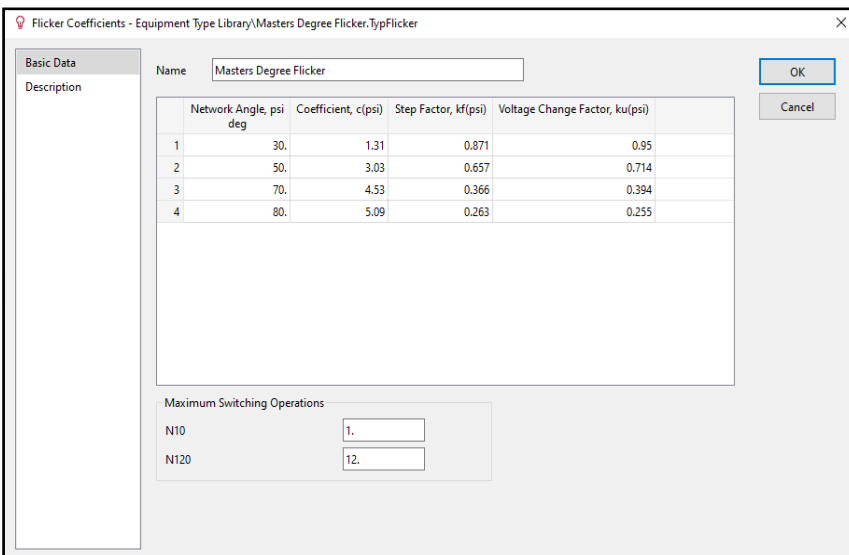 Flicker Coefficients - Equipment Type Library\Masters Degree Flicker.TypFlicker
Basic Data
Description
Name Masters Degree Flicker
OK
Cancel
Network Angle, psi deg Coefficient, c(psi) Step Factor, kf(psi) Voltage Change Factor, ku(psi)
1 30. 1.31 0.871 0.95
2 50. 3.03 0.657 0.714
3 70. 4.53 0.366 0.394
4 80. 5.09 0.263 0.255
Maximum Switching Operations
N10 1.
N120 12.